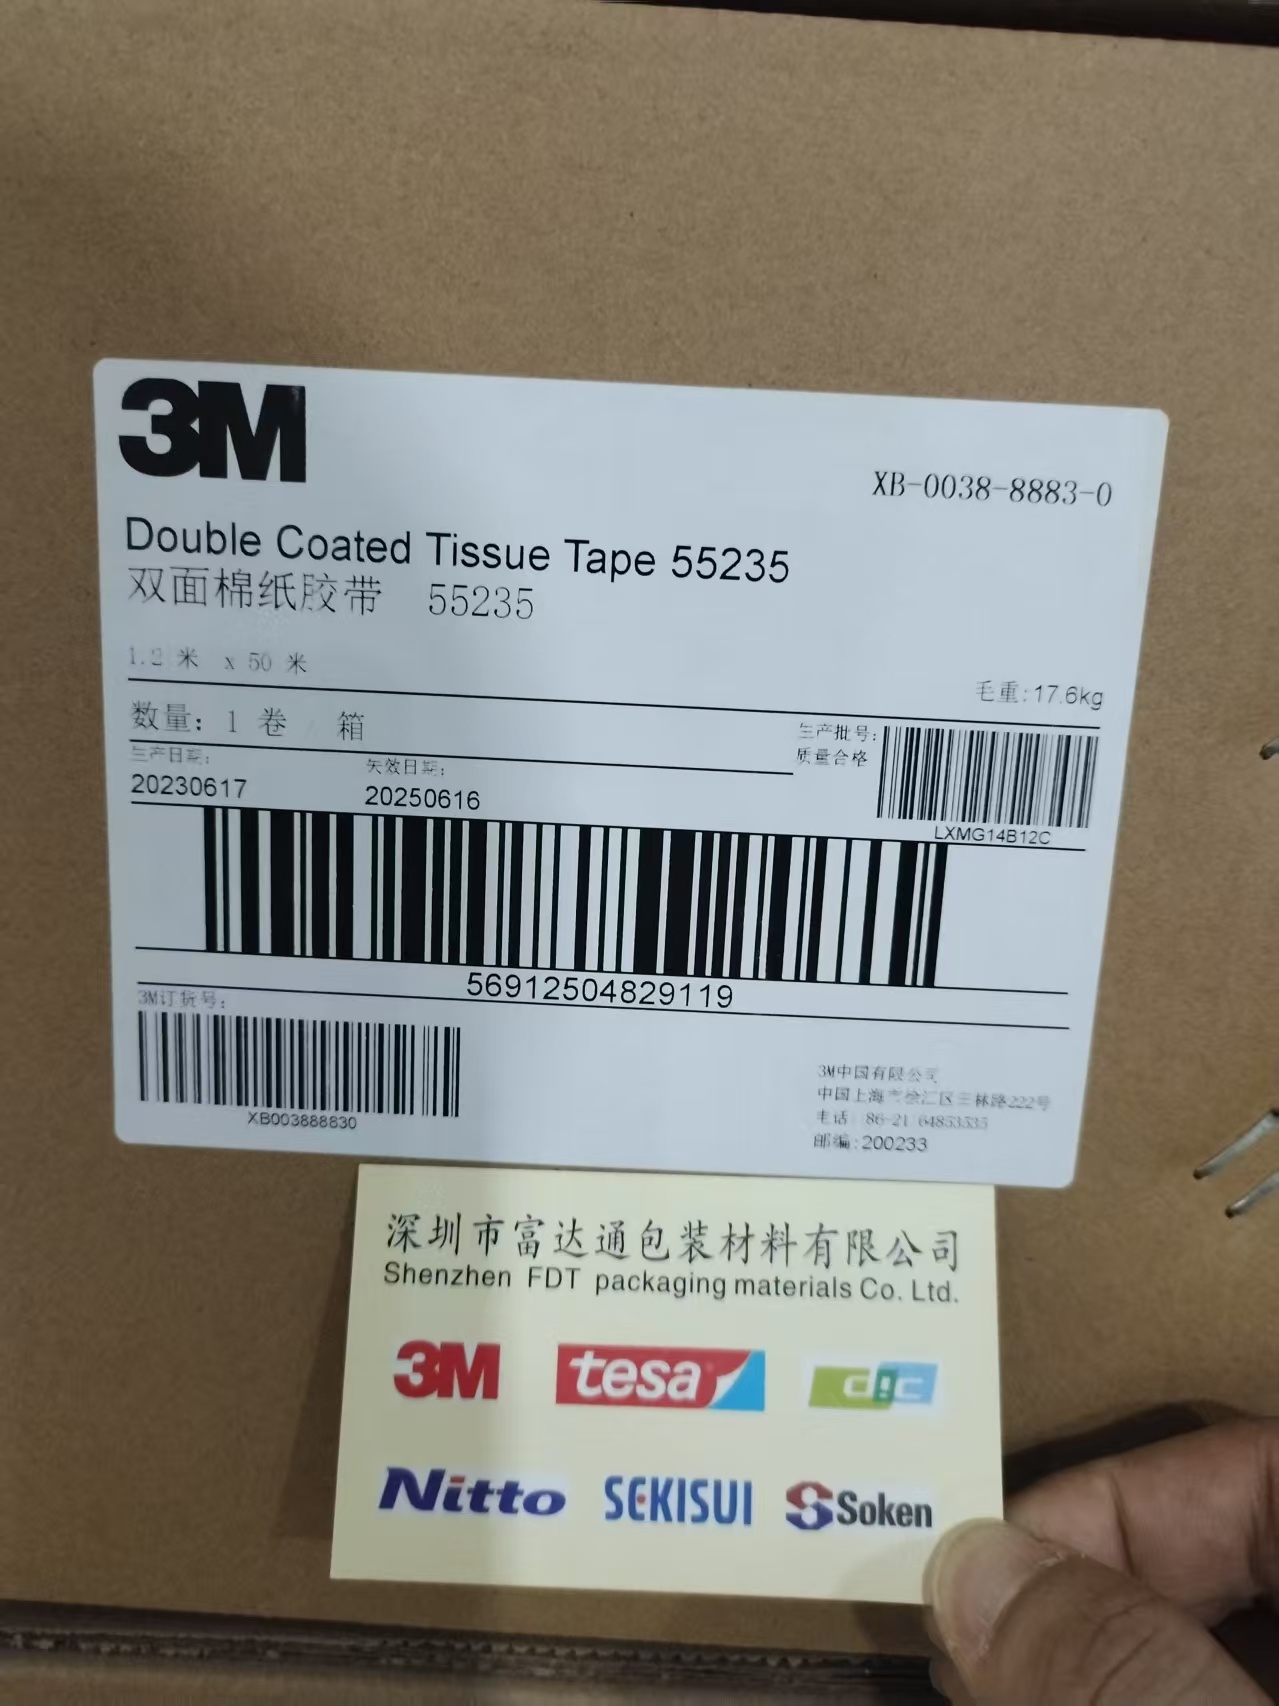 3M
XB-0038-8883-0
Double Coated Tissue Tape 55235
双面棉纸胶带 55235
1.2 米 x 50 米
毛重:17.6kg
数量: 1 卷 / 箱
生产批号:
质量合格
LXMG14B12C
生产日期:
失效日期:
20230617
20250616
56912504829119
3M订货号:
XB003888830
3M中国有限公司
中国上海市徐汇区三林路222号
电话: 86-21-64853535
邮编:200233
深圳市富达通包装材料有限公司
Shenzhen FDT packaging materials Co. Ltd.
3M tesa dic
Nitto SEKISUI Soken